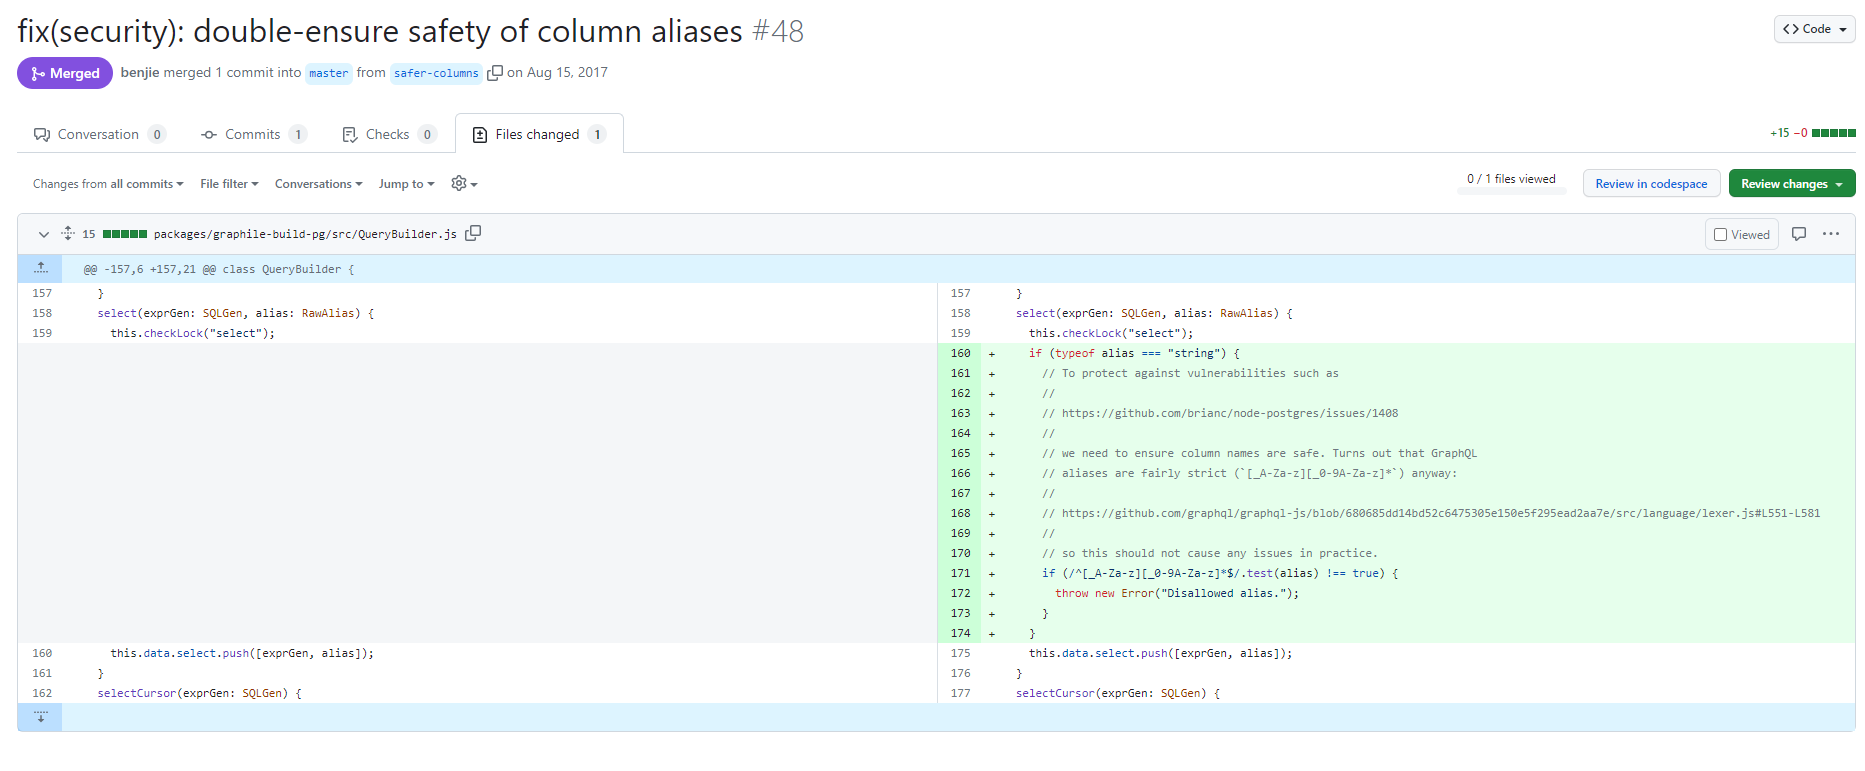 fix(security): double-ensure safety of column aliases #48
Code
Merged benjie merged 1 commit into master from safer-columns on Aug 15, 2017
Conversation 0 Commits 1 Checks 0 Files changed 1
+15 −0
Changes from all commits File filter Conversations Jump to
0 / 1 files viewed Review in codespace Review changes
15 packages/graphile-build-pg/src/QueryBuilder.js
Viewed
@@ -157,6 +157,21 @@ class QueryBuilder {
157 }
158 select(exprGen: SQLGen, alias: RawAlias) {
159 this.checkLock("select");
160 this.data.select.push([exprGen, alias]);
161 }
162 selectCursor(exprGen: SQLGen) {
157 }
158 select(exprGen: SQLGen, alias: RawAlias) {
159 this.checkLock("select");
160 + if (typeof alias === "string") {
161 + // To protect against vulnerabilities such as
162 + //
163 + // https://github.com/brianc/node-postgres/issues/1408
164 + //
165 + // we need to ensure column names are safe. Turns out that GraphQL
166 + // aliases are fairly strict (`[_A-Za-z][_0-9A-Za-z]*`) anyway:
167 + //
168 + // https://github.com/graphql/graphql-js/blob/680685dd14bd52c6475305e150e5f295ead2aa7e/src/language/lexer.js#L551-L581
169 + //
170 + // so this should not cause any issues in practice.
171 + if (/^[_A-Za-z][_0-9A-Za-z]*$/.test(alias) !== true) {
172 + throw new Error("Disallowed alias.");
173 + }
174 + }
175 this.data.select.push([exprGen, alias]);
176 }
177 selectCursor(exprGen: SQLGen) {